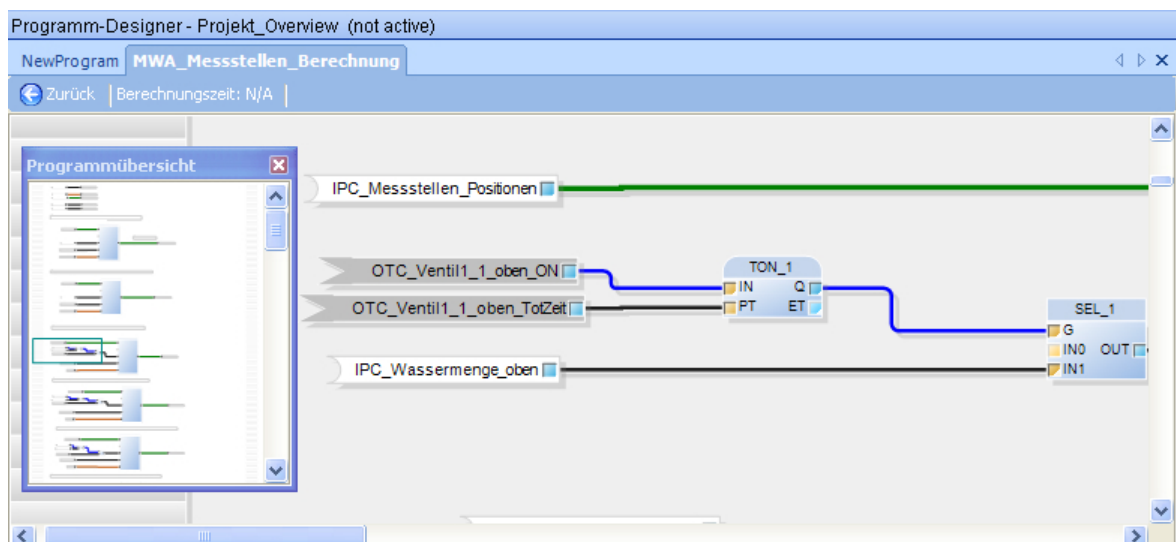 Programm-Designer - Projekt_Overview (not active)
NewProgram MWA_Messstellen_Berechnung
Zurück Berechnungszeit: N/A
Programmübersicht
IPC_Messstellen_Positionen
OTC_Ventil1_1_oben_ON
OTC_Ventil1_1_oben_TotZeit
TON_1
IN Q
PT ET
IPC_Wassermenge_oben
SEL_1
G
IN0 OUT
IN1